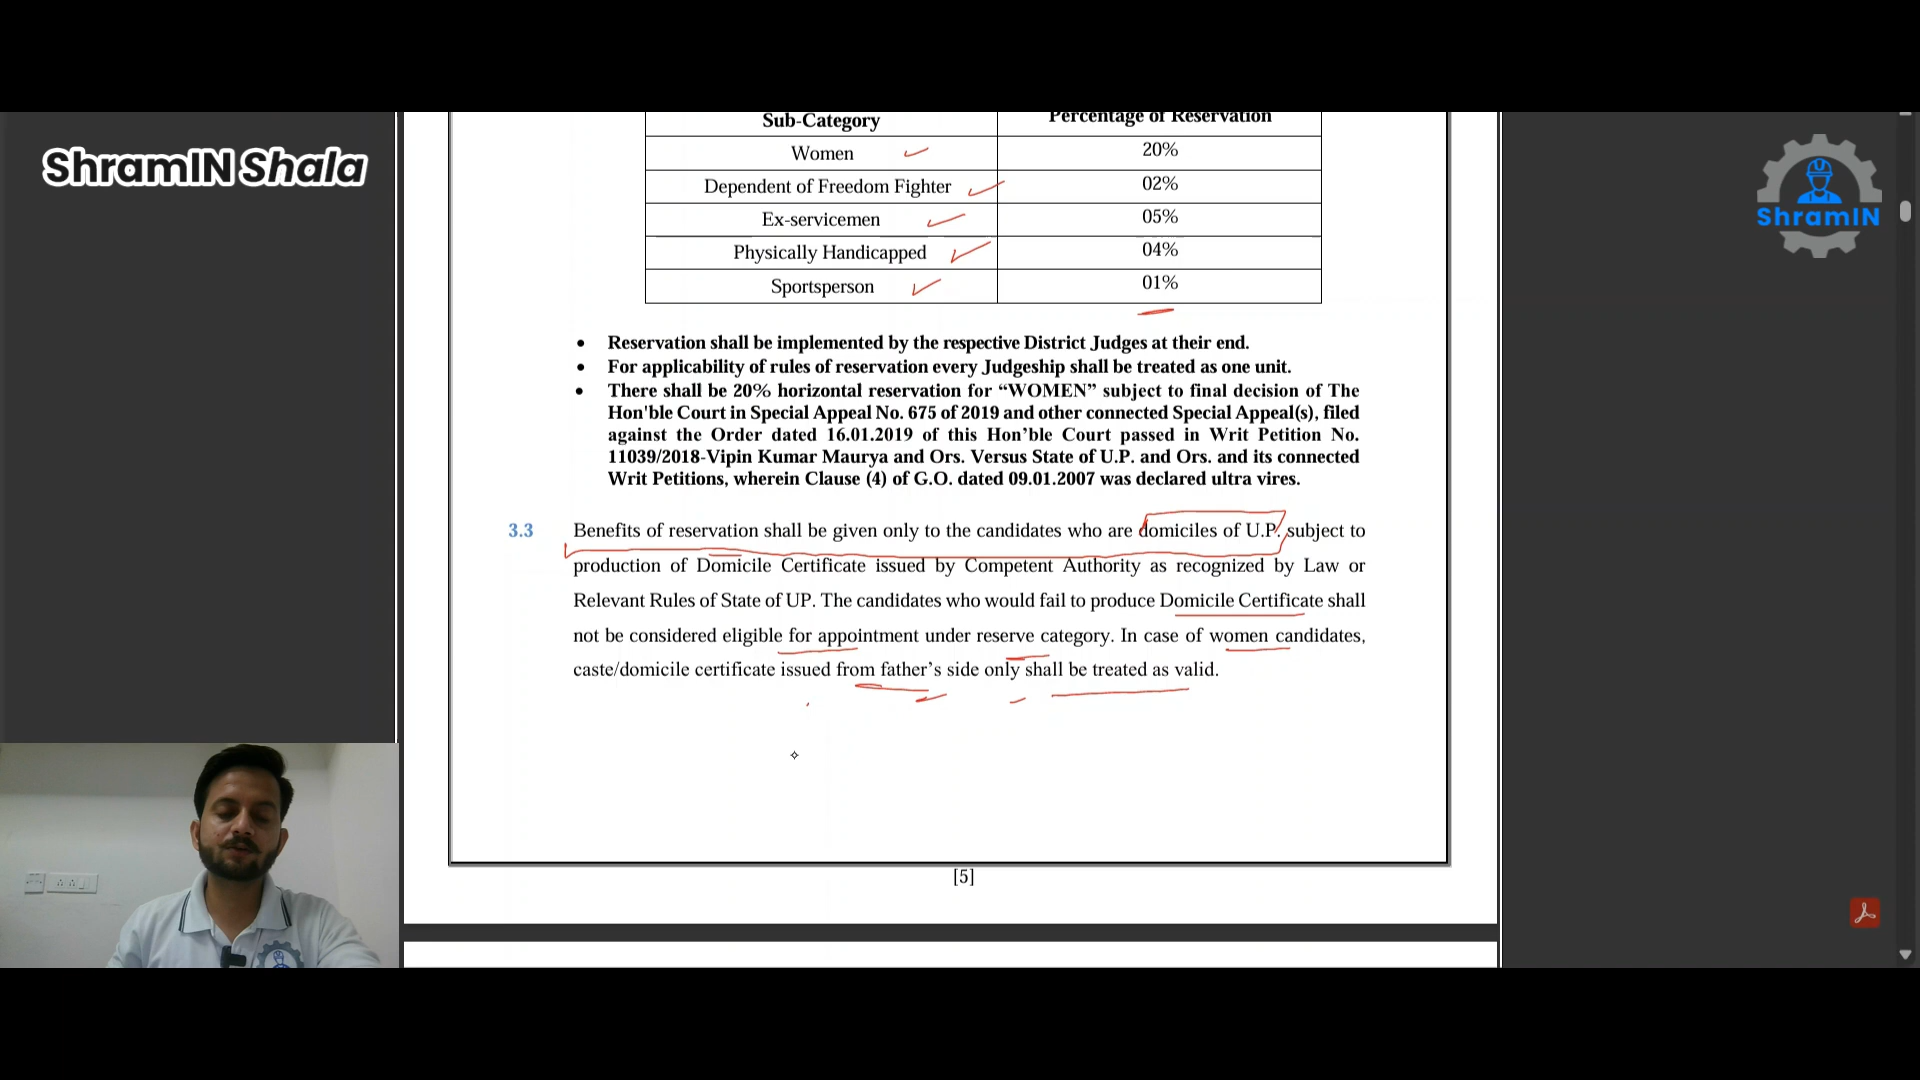 ShramIN Shala
ShramIN
Sub-Category Percentage of Reservation
Women 20%
Dependent of Freedom Fighter 02%
Ex-servicemen 05%
Physically Handicapped 04%
Sportsperson 01%
• Reservation shall be implemented by the respective District Judges at their end.
• For applicability of rules of reservation every Judgeship shall be treated as one unit.
• There shall be 20% horizontal reservation for “WOMEN” subject to final decision of The
Hon'ble Court in Special Appeal No. 675 of 2019 and other connected Special Appeal(s), filed
against the Order dated 16.01.2019 of this Hon’ble Court passed in Writ Petition No.
11039/2018-Vipin Kumar Maurya and Ors. Versus State of U.P. and Ors. and its connected
Writ Petitions, wherein Clause (4) of G.O. dated 09.01.2007 was declared ultra vires.
3.3 Benefits of reservation shall be given only to the candidates who are domiciles of U.P. subject to
production of Domicile Certificate issued by Competent Authority as recognized by Law or
Relevant Rules of State of UP. The candidates who would fail to produce Domicile Certificate shall
not be considered eligible for appointment under reserve category. In case of women candidates,
caste/domicile certificate issued from father’s side only shall be treated as valid.
[5]